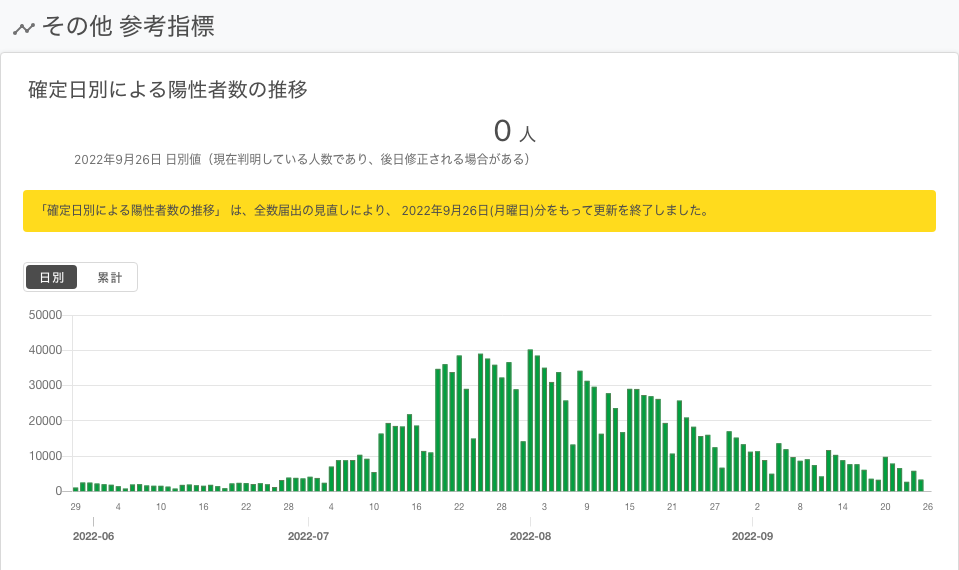 その他 参考指標
確定日別による陽性者数の推移
0 人
2022年9月26日 日別値（現在判明している人数であり、後日修正される場合がある）
「確定日別による陽性者数の推移」 は、全数届出の見直しにより、 2022年9月26日(月曜日)分をもって更新を終了しました。
日別 累計
50000
40000
30000
20000
10000
0
29 4 10 16 22 28 4 10 16 22 28 3 9 15 21 27 2 8 14 20 26
2022-06 2022-07 2022-08 2022-09